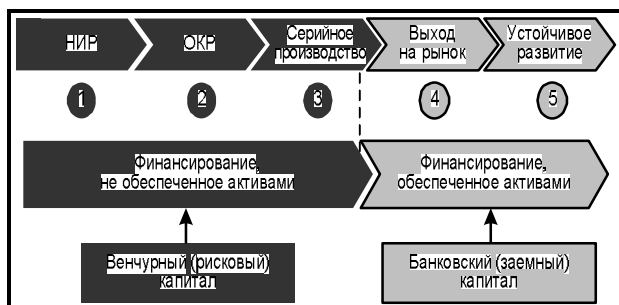 НИР
ОКР
Серийное
производство
Выход
на рынок
Устойчивое
развитие
1
2
3
4
5
Финансирование,
не обеспеченное активами
Финансирование,
обеспеченное активами
Венчурный (рисковый)
капитал
Банковский (заемный)
капитал